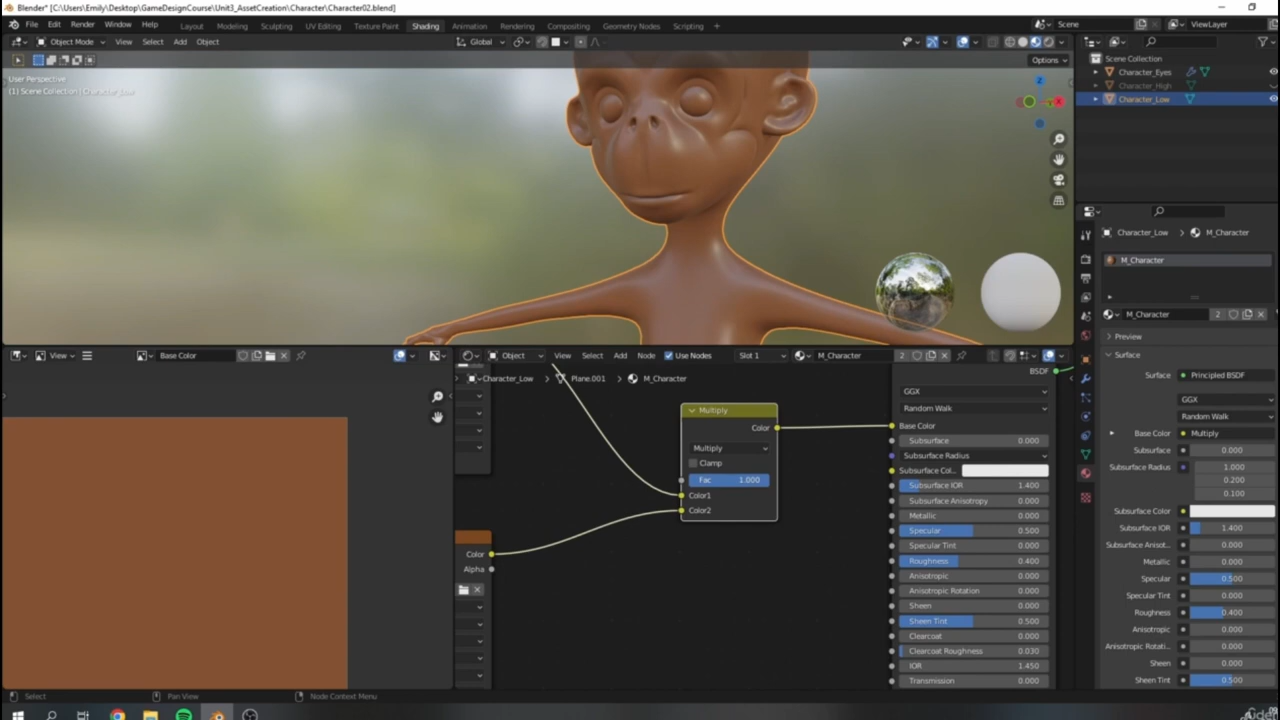 Blender* [C:\Users\Emily\Desktop\GameDesignCourse\Unit3_AssetCreation\Character\Character02.blend]
File Edit Render Window Help Layout Modeling Sculpting UV Editing Texture Paint Shading Animation Rendering Compositing Geometry Nodes Scripting + Scene ViewLayer
Object Mode View Select Add Object Global
Options
User Perspective
(1) Scene Collection | Character_Low
Z
X
Scene Collection
Character_Eyes
Character_High
Character_Low
Character_Low > M_Character
M_Character
M_Character 2
Preview
Surface
Surface Principled BSDF
GGX
Random Walk
Base Color Multiply
Subsurface 0.000
Subsurface Radius 1.000
0.200
0.100
Subsurface Color
Subsurface IOR 1.400
Subsurface Anisot... 0.000
Metallic 0.000
Specular 0.500
Specular Tint 0.000
Roughness 0.400
Anisotropic 0.000
Anisotropic Rotati... 0.000
Sheen 0.000
Sheen Tint 0.500
View Base Color
Object View Select Add Node Use Nodes Slot 1 M_Character 2
Character_Low > Plane.001 > M_Character
Multiply
Color
Multiply
Clamp
Fac 1.000
Color1
Color2
Color
Alpha
BSDF
GGX
Random Walk
Base Color
Subsurface 0.000
Subsurface Radius
Subsurface Col...
Subsurface IOR 1.400
Subsurface Anisotropy 0.000
Metallic 0.000
Specular 0.500
Specular Tint 0.000
Roughness 0.400
Anisotropic 0.000
Anisotropic Rotation 0.000
Sheen 0.000
Sheen Tint 0.500
Clearcoat 0.000
Clearcoat Roughness 0.030
IOR 1.450
Transmission 0.000
Select Pan View Node Context Menu